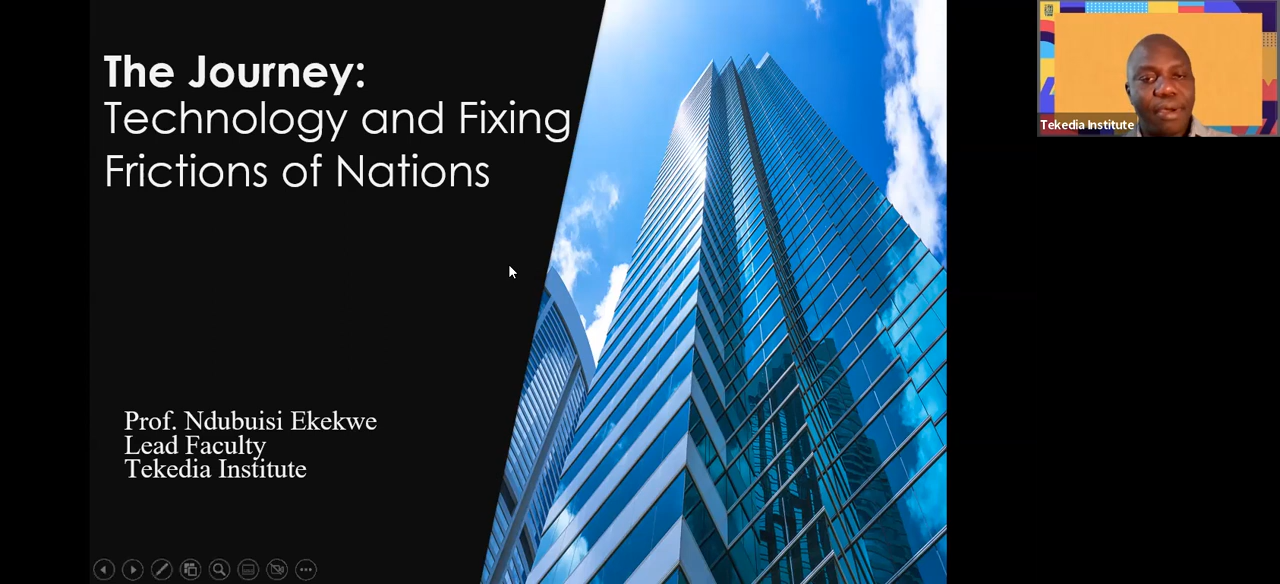 The Journey:
Technology and Fixing
Frictions of Nations
Prof. Ndubuisi Ekekwe
Lead Faculty
Tekedia Institute
Tekedia Institute